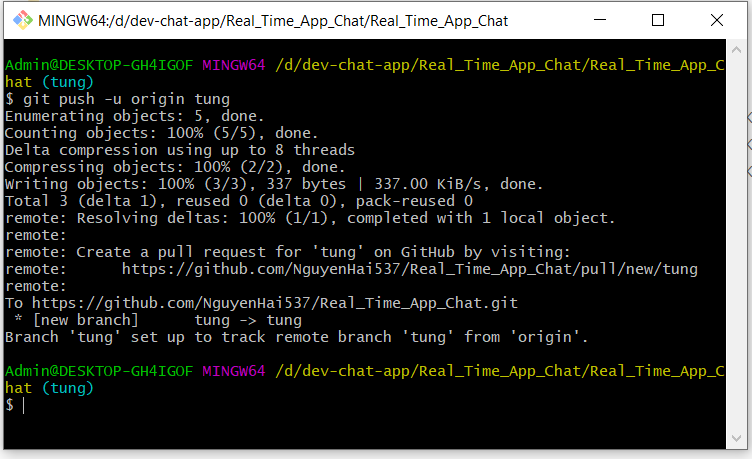 MINGW64:/d/dev-chat-app/Real_Time_App_Chat/Real_Time_App_Chat
Admin@DESKTOP-GH4IGOF MINGW64 /d/dev-chat-app/Real_Time_App_Chat/Real_Time_App_C
hat (tung)
$ git push -u origin tung
Enumerating objects: 5, done.
Counting objects: 100% (5/5), done.
Delta compression using up to 8 threads
Compressing objects: 100% (2/2), done.
Writing objects: 100% (3/3), 337 bytes | 337.00 KiB/s, done.
Total 3 (delta 1), reused 0 (delta 0), pack-reused 0
remote: Resolving deltas: 100% (1/1), completed with 1 local object.
remote:
remote: Create a pull request for 'tung' on GitHub by visiting:
remote:      https://github.com/NguyenHai537/Real_Time_App_Chat/pull/new/tung
remote:
To https://github.com/NguyenHai537/Real_Time_App_Chat.git
 * [new branch]      tung -> tung
Branch 'tung' set up to track remote branch 'tung' from 'origin'.
Admin@DESKTOP-GH4IGOF MINGW64 /d/dev-chat-app/Real_Time_App_Chat/Real_Time_App_C
hat (tung)
$